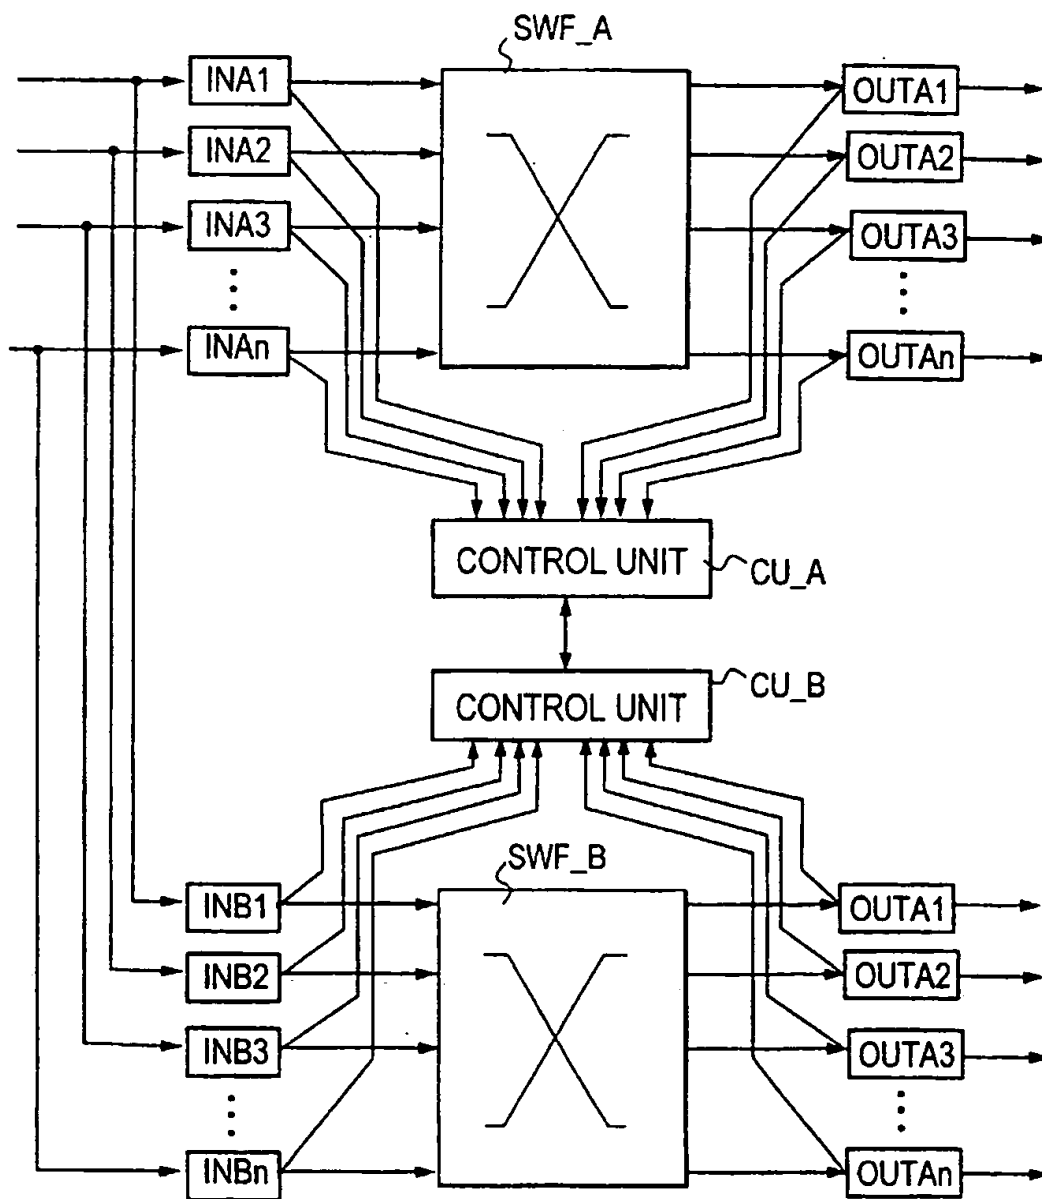 SWF_A
INA1
OUTA1
INA2
OUTA2
INA3
OUTA3
INAn
OUTAn
CONTROL UNIT
CU_A
CONTROL UNIT
CU_B
SWF_B
INB1
OUTA1
INB2
OUTA2
INB3
OUTA3
INBn
OUTAn